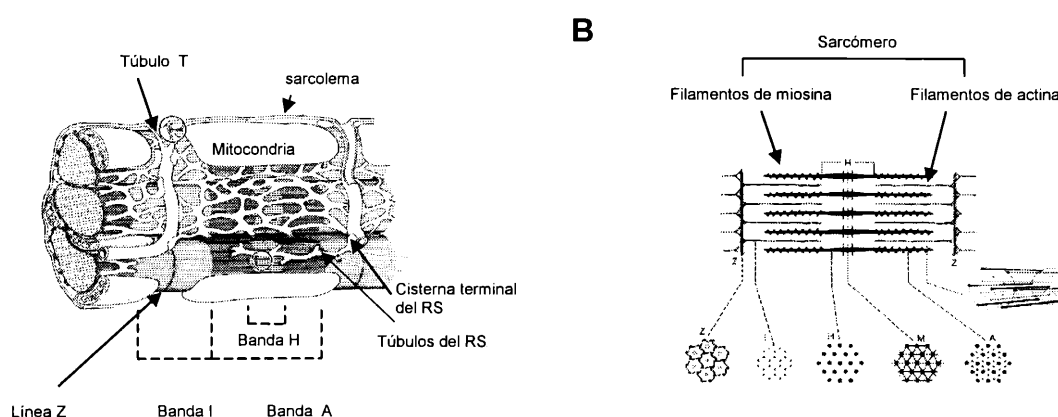 Túbulo T
sarcolema
Mitocondria
Cisterna terminal
del RS
Banda H
Túbulos del RS
Línea Z
Banda I
Banda A
B
Sarcómero
Filamentos de miosina
Filamentos de actina
H
Z
Z
Z
H
M
A